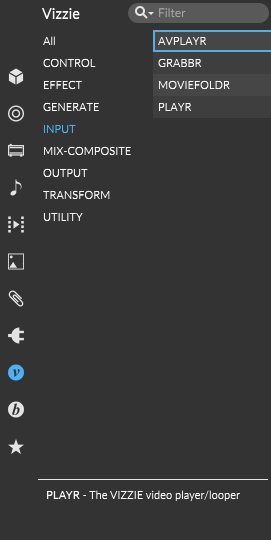 Vizzie
Filter
All
CONTROL
EFFECT
GENERATE
INPUT
MIX-COMPOSITE
OUTPUT
TRANSFORM
UTILITY
AVPLAYR
GRABBR
MOVIEFOLDR
PLAYR
v
b
PLAYR - The VIZZIE video player/looper